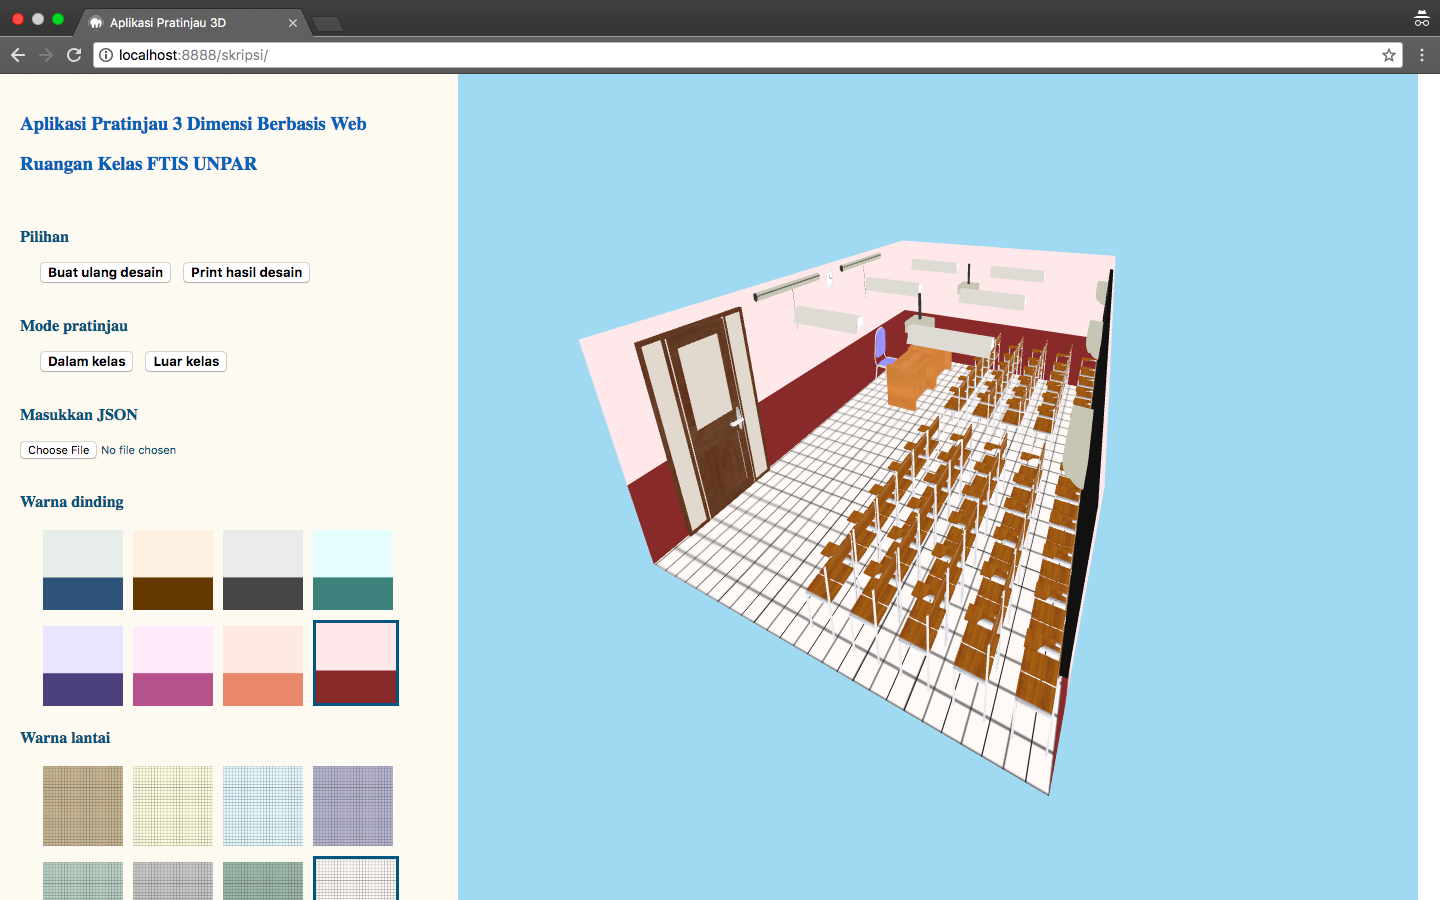 Aplikasi Pratinjau 3D
localhost:8888/skripsi/
Aplikasi Pratinjau 3 Dimensi Berbasis Web
Ruangan Kelas FTIS UNPAR
Pilihan
Buat ulang desain Print hasil desain
Mode pratinjau
Dalam kelas Luar kelas
Masukkan JSON
Choose File No file chosen
Warna dinding
Warna lantai